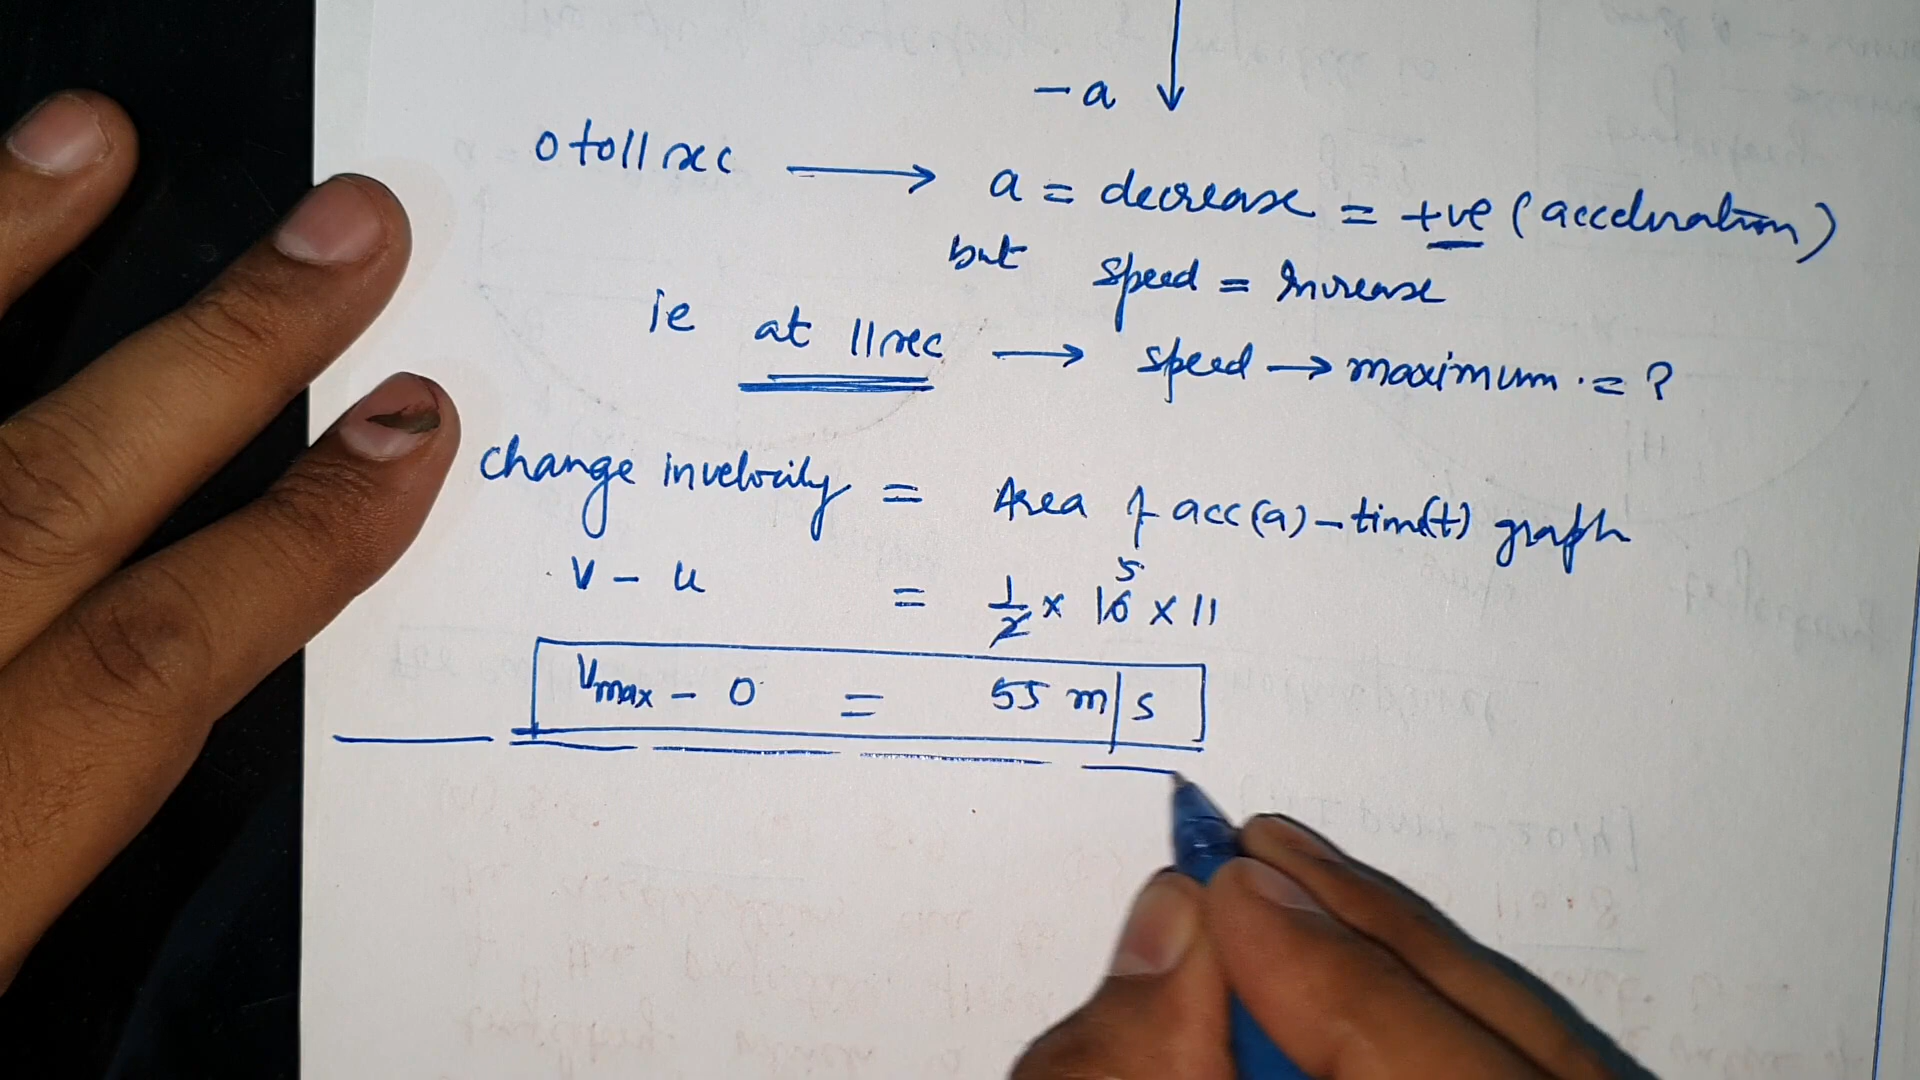 -a
0 to 11 sec → a = decrease = +ve (acceleration)
but speed = Increase
ie at 11 sec → speed → maximum . = ?
change in velocity = Area of acc(a) - time(t) graph
V - u = 1/2 x 10 x 11
5
Vmax - 0 = 55 m/s